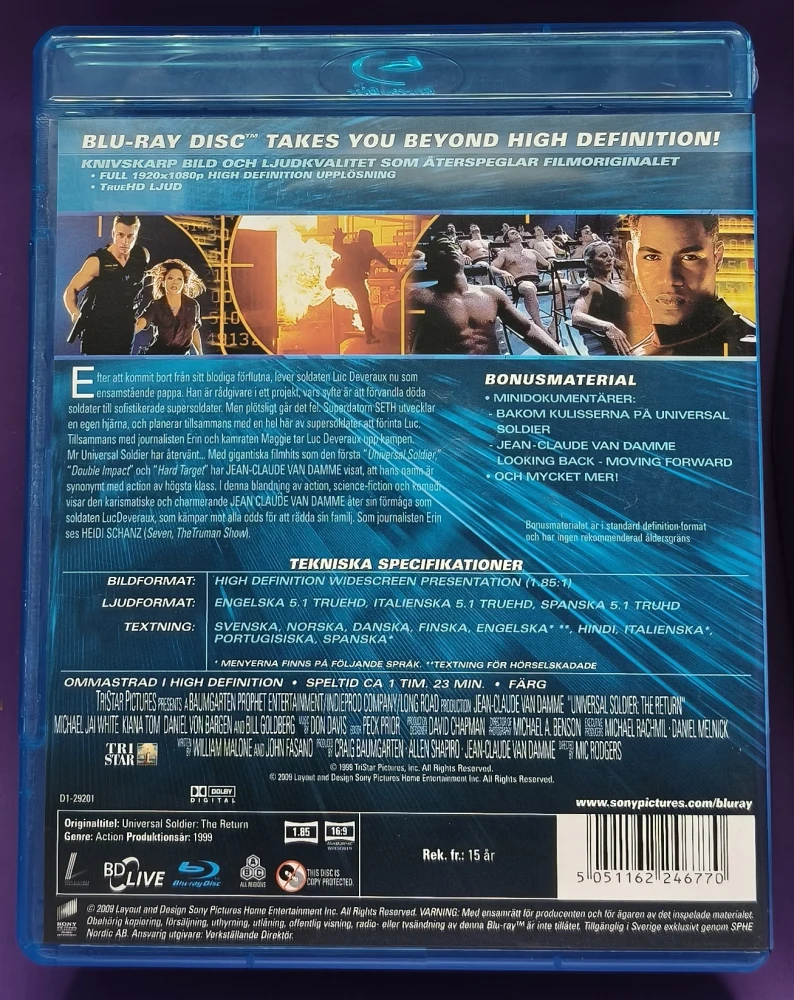 BLU-RAY DISC™ TAKES YOU BEYOND HIGH DEFINITION!
KNIVSKARP BILD OCH LJUDKVALITET SOM ÅTERSPEGLAR FILMORIGINALET
• FULL 1920x1080p HIGH DEFINITION UPPLÖSNING
• TRUEHD LJUD
Efter att kommit bort från sitt blodiga förflutna, lever soldaten Luc Deveraux nu som
ensamstående pappa. Han är rådgivare i ett projekt, vars syfte är att förvandla döda
soldater till sofistikerade supersoldater. Men plötsligt går det fel. Superdatorn SETH utvecklar
en egen hjärna, och planerar tillsammans med en hel här av supersoldater att förinta Luc.
Tillsammans med journalisten Erin och kamraten Maggie tar Luc Deveraux upp kampen.
Mr Universal Soldier har återvänt... Med gigantiska filmhits som den första "Universal Soldier,"
"Double Impact" och "Hard Target" har JEAN-CLAUDE VAN DAMME visat, att hans namn är
synonymt med action av högsta klass. I denna blandning av action, science-fiction och komedi
visar den karismatiske och charmerande JEAN CLAUDE VAN DAMME åter sin förmåga som
soldaten LucDeveraux, som kämpar mot alla odds för att rädda sin familj. Som journalisten Erin
ses HEIDI SCHANZ (Seven, TheTruman Show).
BONUSMATERIAL
• MINIDOKUMENTÄRER:
- BAKOM KULISSERNA PÅ UNIVERSAL
SOLDIER
- JEAN-CLAUDE VAN DAMME
LOOKING BACK - MOVING FORWARD
• OCH MYCKET MER!
Bonusmaterialet är i standard definition-format
och har ingen rekommenderad åldersgräns
TEKNISKA SPECIFIKATIONER
BILDFORMAT: HIGH DEFINITION WIDESCREEN PRESENTATION (1.85:1)
LJUDFORMAT: ENGELSKA 5.1 TRUEHD, ITALIENSKA 5.1 TRUEHD, SPANSKA 5.1 TRUHD
TEXTNING: SVENSKA, NORSKA, DANSKA, FINSKA, ENGELSKA* **, HINDI, ITALIENSKA*,
PORTUGISISKA, SPANSKA*
* MENYERNA FINNS PÅ FÖLJANDE SPRÅK. **TEXTNING FÖR HÖRSELSKADADE
OMMASTRAD I HIGH DEFINITION • SPELTID CA 1 TIM. 23 MIN. • FÄRG
TRISTAR PICTURES PRESENTS A BAUMGARTEN PROPHET ENTERTAINMENT/INDIEPROD COMPANY/LONG ROAD PRODUCTION JEAN-CLAUDE VAN DAMME "UNIVERSAL SOLDIER: THE RETURN"
MICHAEL JAI WHITE KIANA TOM DANIEL VON BARGEN AND BILL GOLDBERG MUSIC BY DON DAVIS EDITOR PECK PRIOR PRODUCTION DESIGNER DAVID CHAPMAN DIRECTOR OF PHOTOGRAPHY MICHAEL A. BENSON EXECUTIVE PRODUCERS MICHAEL RACHMIL · DANIEL MELNICK
WRITTEN BY WILLIAM MALONE AND JOHN FASANO PRODUCED BY CRAIG BAUMGARTEN · ALLEN SHAPIRO · JEAN-CLAUDE VAN DAMME DIRECTED BY MIC RODGERS
TRI
STAR
© 1999 TriStar Pictures, Inc. All Rights Reserved.
© 2009 Layout and Design Sony Pictures Home Entertainment Inc. All Rights Reserved.
DOLBY
DIGITAL
D1-29201
www.sonypictures.com/bluray
Originaltitel: Universal Soldier: The Return
Genre: Action Produktionsår: 1999
1.85
16:9
Rek. fr.: 15 år
BD LIVE
Blu-ray Disc
A B C
ALL REGIONS
THIS DISC IS
COPY PROTECTED.
5 051162 246770
SONY
© 2009 Layout and Design Sony Pictures Home Entertainment Inc. All Rights Reserved. VARNING: Med ensamrätt för producenten och för ägaren av det inspelade materialet.
Obehörig kopiering, försäljning, uthyrning, utlåning, offentlig visning, radio- eller tvsändning av denna Blu-ray™ är inte tillåtet. Tillgänglig i Sverige exklusivt genom SPHE
Nordic AB. Ansvarig utgivare: Verkställande Direktör.